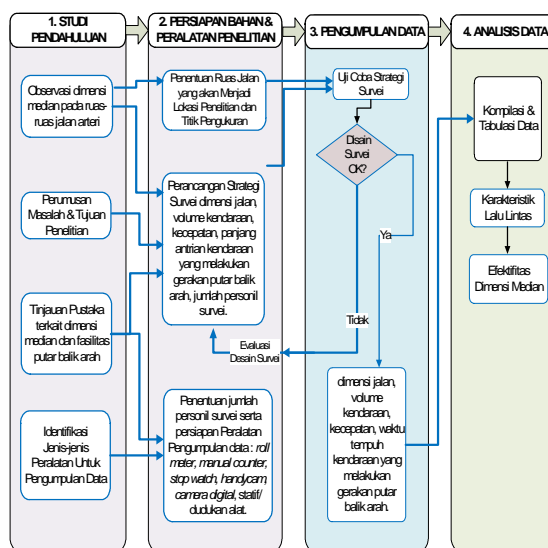 1. STUDI
PENDAHULUAN
2. PERSIAPAN BAHAN &
PERALATAN PENELITIAN
3. PENGUMPULAN DATA
4. ANALISIS DATA
Observasi dimensi
median pada ruas-
ruas jalan arteri
Perumusan
Masalah & Tujuan
Penelitian
Tinjauan Pustaka
terkait dimensi
median dan fasilitas
putar balik arah
Identifikasi
Jenis-jenis
Peralatan Untuk
Pengumpulan Data
Penentuan Ruas Jalan
yang akan Menjadi
Lokasi Penelitian dan
Titik Pengukuran
Perancangan Strategi
Survei dimensi jalan,
volume kendaraan,
kecepatan, panjang
antrian kendaraan
yang melakukan
gerakan putar balik
arah, jumlah personil
survei.
Evaluasi
Desain Survei
Penentuan jumlah
personil survei serta
persiapan Peralatan
Pengumpulan data : roll
meter, manual counter,
stop watch, handycam,
camera digital, statif/
dudukan alat.
Uji Coba Strategi
Survei
Disain
Survei
OK?
Ya
Tidak
dimensi jalan,
volume
kendaraan,
kecepatan, waktu
tempuh
kendaraan yang
melakukan
gerakan putar
balik arah.
Kompilasi &
Tabulasi Data
Karakteristik
Lalu Lintas
Efektifitas
Dimensi Median